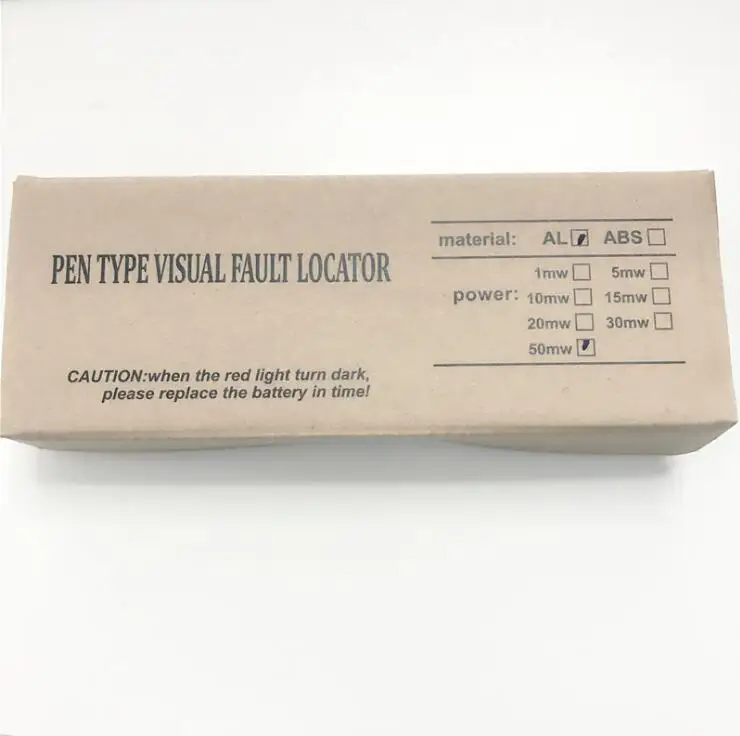 PEN TYPE VISUAL FAULT LOCATOR
CAUTION:when the red light turn dark,
please replace the battery in time!
material: AL ABS
1mw 5mw
power: 10mw 15mw
20mw 30mw
50mw